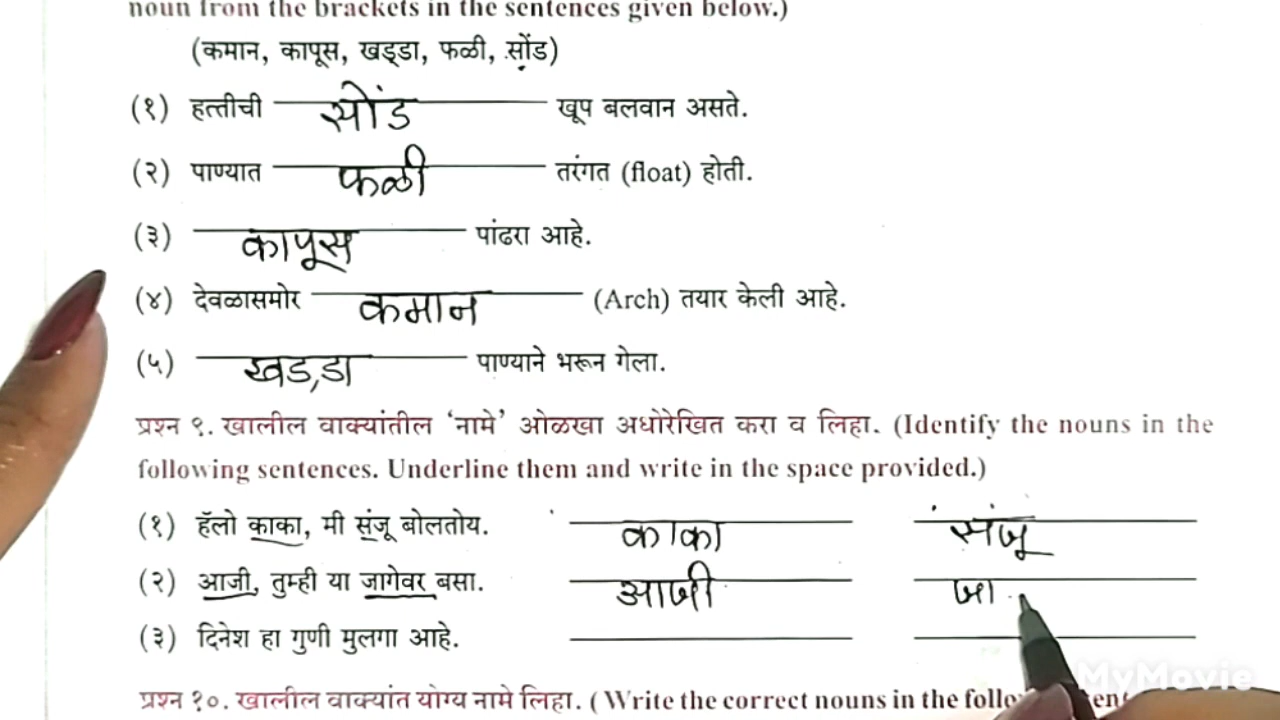 noun from the brackets in the sentences given below.)
(कमान, कापूस, खड्डा, फळी, सोंड)
(१) हत्तीची सोंड खूप बलवान असते.
(२) पाण्यात फळी तरंगत (float) होती.
(३) कापूस पांढरा आहे.
(४) देवळासमोर कमान (Arch) तयार केली आहे.
(५) खड्डा पाण्याने भरून गेला.
प्रश्न ९. खालील वाक्यांतील ‘नामे’ ओळखा अधोरेखित करा व लिहा. (Identify the nouns in the
following sentences. Underline them and write in the space provided.)
(१) हॅलो काका, मी संजू बोलतोय. काका संजू
(२) आजी, तुम्ही या जागेवर बसा. आजी जा
(३) दिनेश हा गुणी मुलगा आहे.
प्रश्न १०. खालील वाक्यांत योग्य नामे लिहा. (Write the correct nouns in the
MyMovie